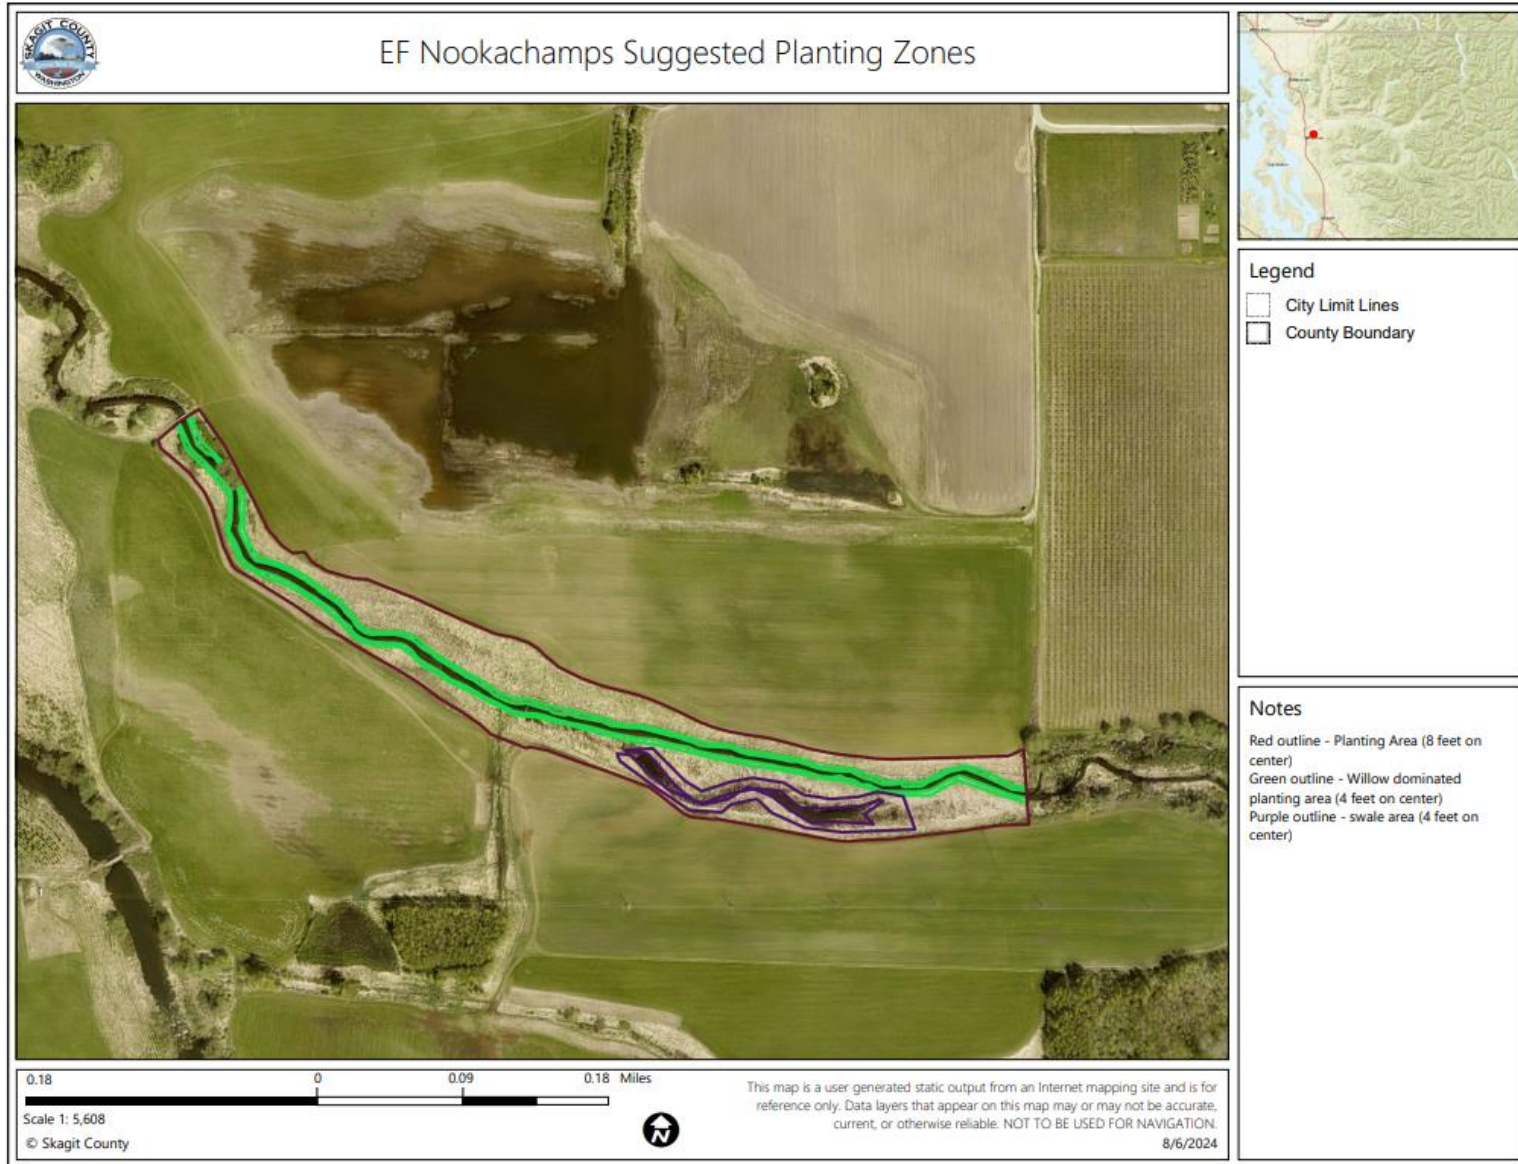 SKAGIT COUNTY
WASHINGTON
EF Nookachamps Suggested Planting Zones
Legend
City Limit Lines
County Boundary
Notes
Red outline - Planting Area (8 feet on
center)
Green outline - Willow dominated
planting area (4 feet on center)
Purple outline - swale area (4 feet on
center)
0.18 0 0.09 0.18 Miles
Scale 1: 5,608
© Skagit County
N
This map is a user generated static output from an Internet mapping site and is for
reference only. Data layers that appear on this map may or may not be accurate,
current, or otherwise reliable. NOT TO BE USED FOR NAVIGATION.
8/6/2024